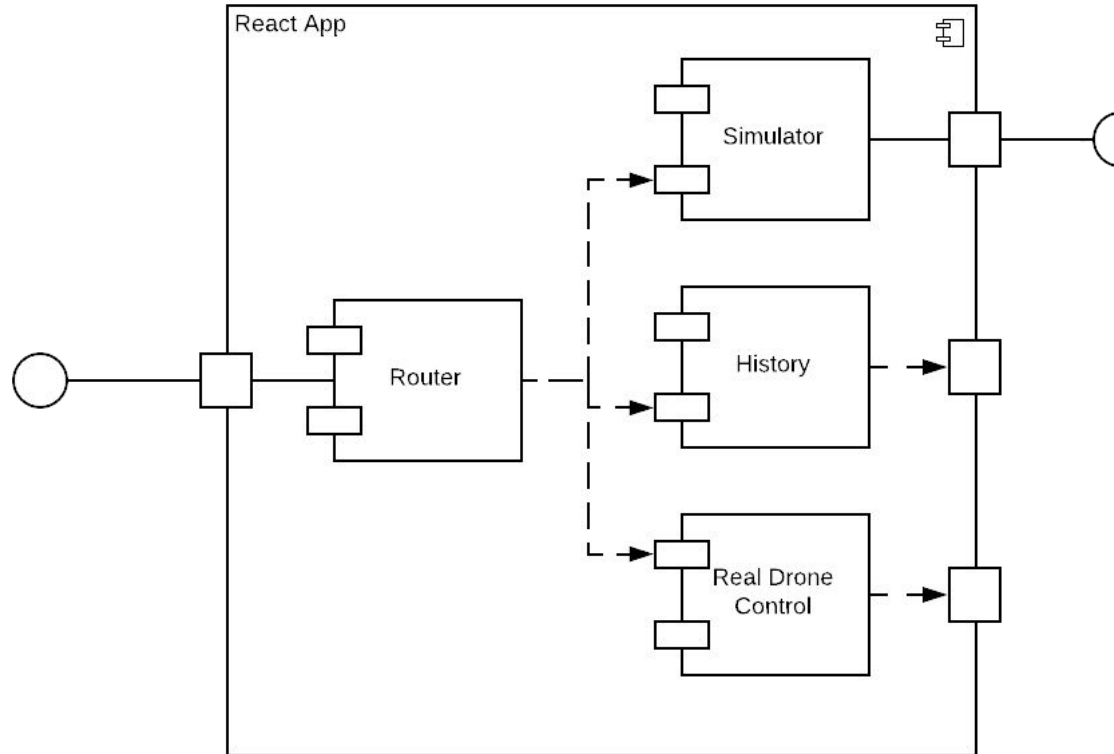 React App
Simulator
Router
History
Real Drone
Control